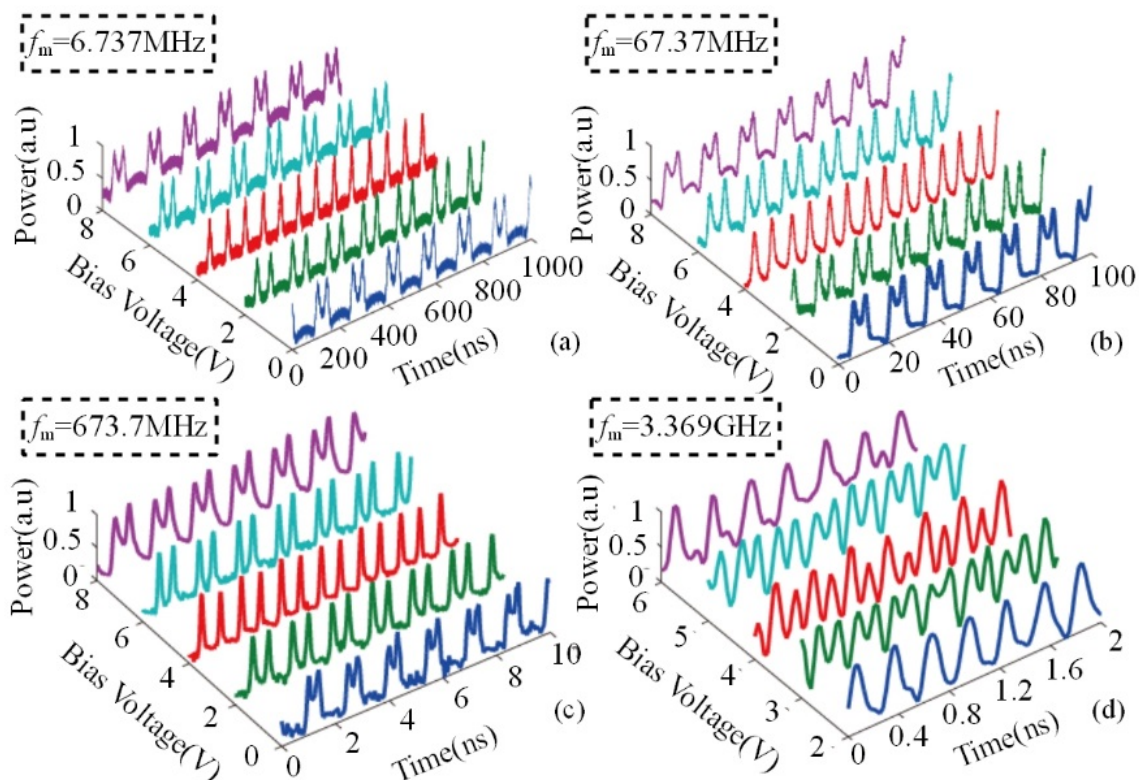 fm=6.737MHz
Power(a.u)
1
0.5
0
8
6
4
2
0
Bias Voltage(V)
0
200
400
600
800
1000
Time(ns)
(a)
fm=67.37MHz
Power(a.u)
1
0.5
0
8
6
4
2
0
Bias Voltage(V)
0
20
40
60
80
100
Time(ns)
(b)
fm=673.7MHz
Power(a.u)
1
0.5
0
8
6
4
2
0
Bias Voltage(V)
0
2
4
6
8
10
Time(ns)
(c)
fm=3.369GHz
Power(a.u)
1
0.5
0
6
5
4
3
2
Bias Voltage(V)
0
0.4
0.8
1.2
1.6
2
Time(ns)
(d)